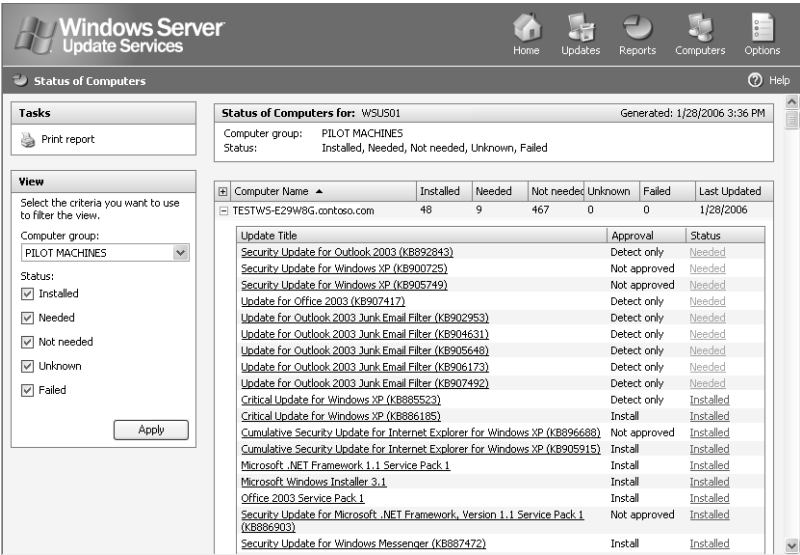 Windows Server
Update Services
Home Updates Reports Computers Options
Status of Computers Help
Tasks
Print report
View
Select the criteria you want to use
to filter the view.
Computer group:
PILOT MACHINES
Status:
Installed
Needed
Not needed
Unknown
Failed
Apply
Status of Computers for: WSUS01 Generated: 1/28/2006 3:36 PM
Computer group: PILOT MACHINES
Status: Installed, Needed, Not needed, Unknown, Failed
Computer Name Installed Needed Not needed Unknown Failed Last Updated
TESTWS-E29W8G.contoso.com 48 9 467 0 0 1/28/2006
Update Title Approval Status
Security Update for Outlook 2003 (KB892843) Detect only Needed
Security Update for Windows XP (KB900725) Not approved Needed
Security Update for Windows XP (KB905749) Not approved Needed
Update for Office 2003 (KB907417) Detect only Needed
Update for Outlook 2003 Junk Email Filter (KB902953) Detect only Needed
Update for Outlook 2003 Junk Email Filter (KB904631) Detect only Needed
Update for Outlook 2003 Junk Email Filter (KB905648) Detect only Needed
Update for Outlook 2003 Junk Email Filter (KB906173) Detect only Needed
Update for Outlook 2003 Junk Email Filter (KB907492) Detect only Needed
Critical Update for Windows XP (KB885523) Detect only Installed
Critical Update for Windows XP (KB886185) Install Installed
Cumulative Security Update for Internet Explorer for Windows XP (KB896688) Not approved Installed
Cumulative Security Update for Internet Explorer for Windows XP (KB905915) Install Installed
Microsoft .NET Framework 1.1 Service Pack 1 Install Installed
Microsoft Windows Installer 3.1 Install Installed
Office 2003 Service Pack 1 Install Installed
Security Update for Microsoft .NET Framework, Version 1.1 Service Pack 1 Not approved Installed
(KB886903)
Security Update for Windows Messenger (KB887472) Install Installed